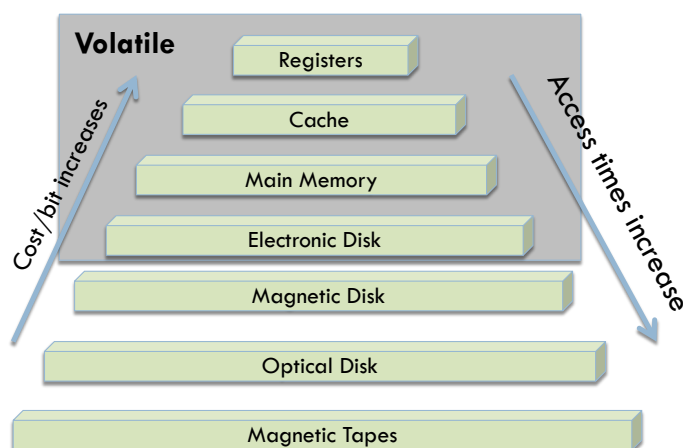 Volatile
Registers
Cache
Main Memory
Electronic Disk
Magnetic Disk
Optical Disk
Magnetic Tapes
Cost/bit increases
Access times increase